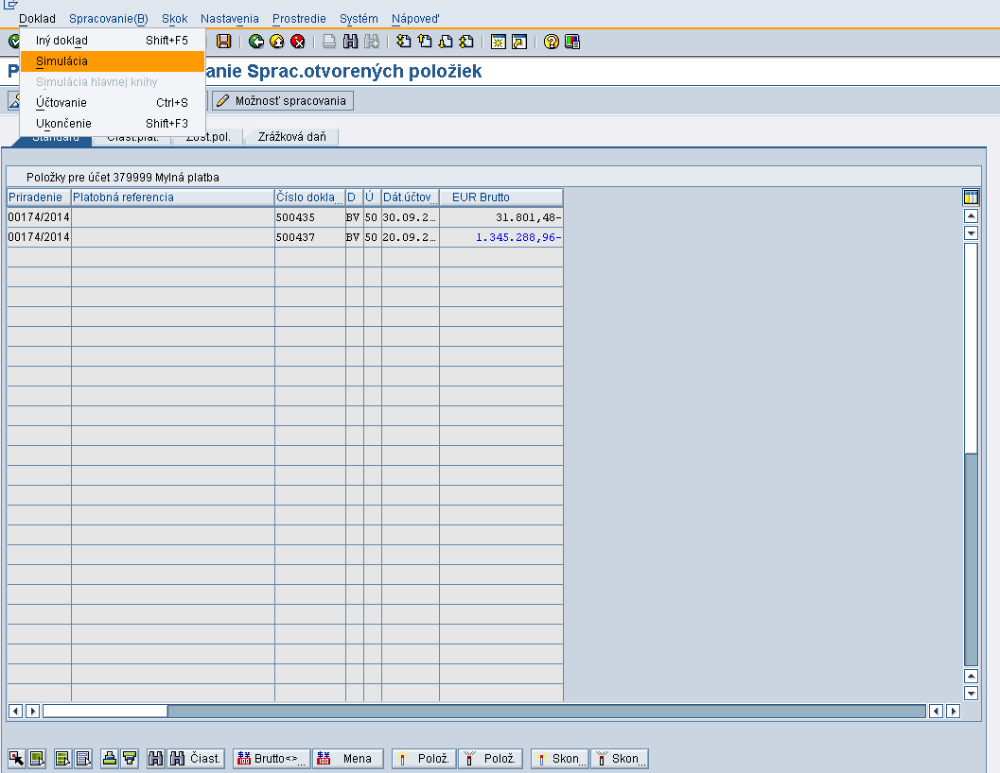 Doklad Spracovanie(B) Skok Nastavenia Prostredie Systém Nápoveď
Iný doklad Shift+F5
Simulácia
Simulácia hlavnej knihy
Účtovanie Ctrl+S
Ukončenie Shift+F3
P anie Sprac.otvorených položiek
Možnosť spracovania
Štandard Čiast.plat. Zost.pol. Zrážková daň
Položky pre účet 379999 Mylná platba
Priradenie Platobná referencia Číslo dokla... D Ú Dát.účtov... EUR Brutto
00174/2014 500435 BV 50 30.09.2... 31.801,48-
00174/2014 500437 BV 50 20.09.2... 1.345.288,96-
Čiast. Brutto<>... Mena Polož. Polož. Skon... Skon...